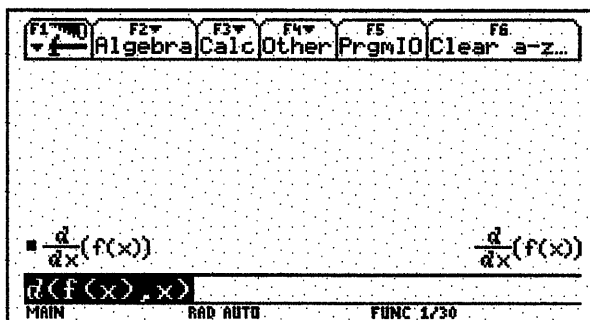 F1 F2 F3 F4 F5 F6
Algebra Calc Other PrgmIO Clear a-z...
d/dx(f(x)) d/dx(f(x))
d(f(x),x)
MAIN RAD AUTO FUNC 1/30